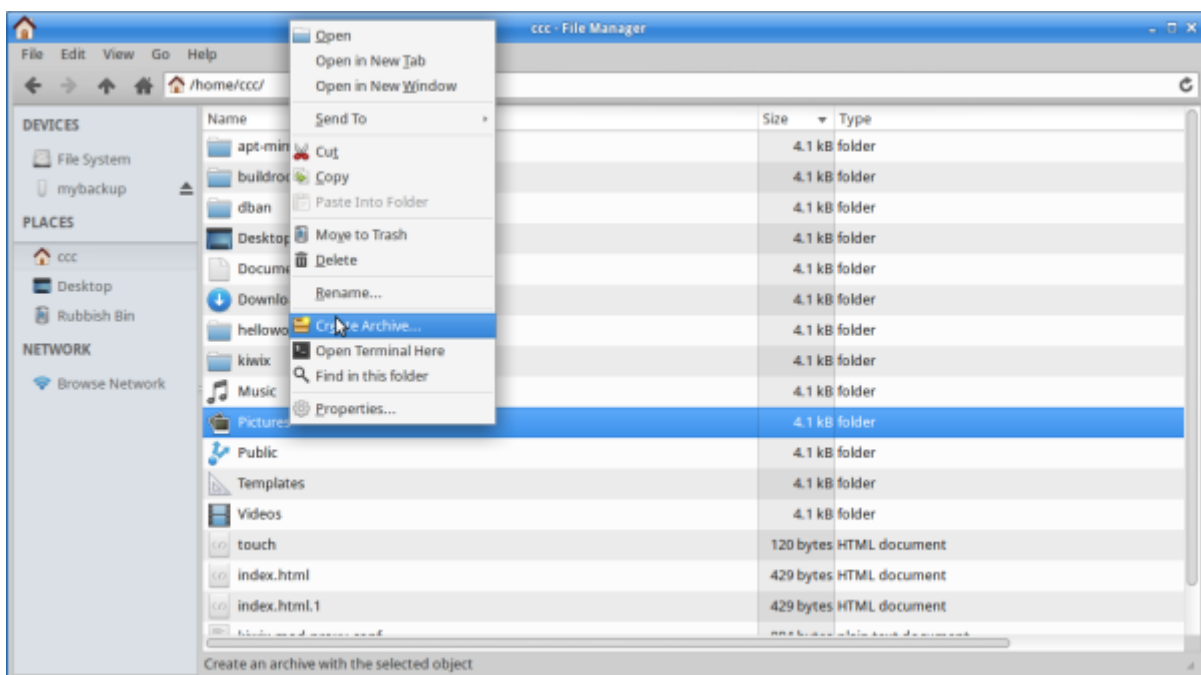 ccc - File Manager
File Edit View Go Help
/home/ccc/
DEVICES
File System
mybackup
PLACES
ccc
Desktop
Rubbish Bin
NETWORK
Browse Network
Open
Open in New Tab
Open in New Window
Send To
Cut
Copy
Paste Into Folder
Move to Trash
Delete
Rename...
Create Archive...
Open Terminal Here
Find in this folder
Properties...
Name Size Type
apt-min 4.1 kB folder
buildroo 4.1 kB folder
dban 4.1 kB folder
Desktop 4.1 kB folder
Docume 4.1 kB folder
Downlo 4.1 kB folder
hellowo 4.1 kB folder
kiwix 4.1 kB folder
Music 4.1 kB folder
Pictures 4.1 kB folder
Public 4.1 kB folder
Templates 4.1 kB folder
Videos 4.1 kB folder
touch 120 bytes HTML document
index.html 429 bytes HTML document
index.html.1 429 bytes HTML document
Create an archive with the selected object